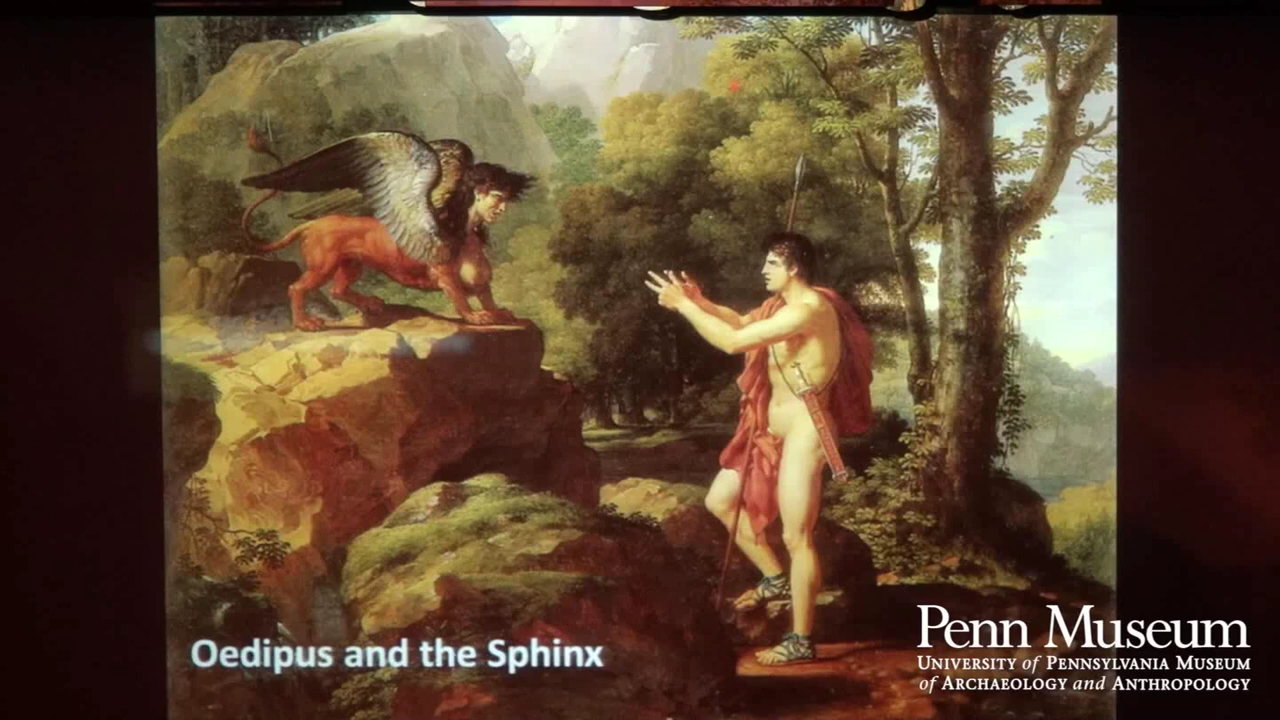 Oedipus and the Sphinx
Penn Museum
University of Pennsylvania Museum
of Archaeology and Anthropology